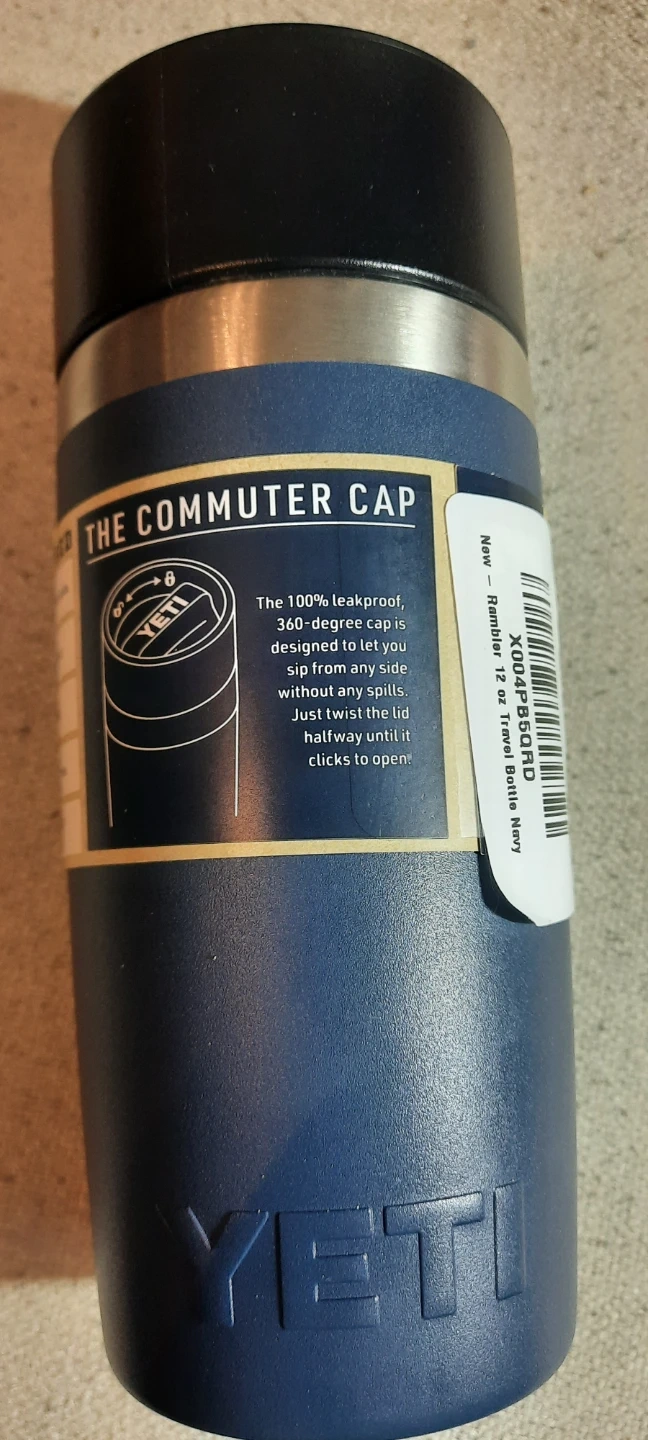 THE COMMUTER CAP
YETI
The 100% leakproof,
360-degree cap is
designed to let you
sip from any side
without any spills.
Just twist the lid
halfway until it
clicks to open.
X004PB5QRD
New - Rambler 12 oz Travel Bottle Navy
YETI